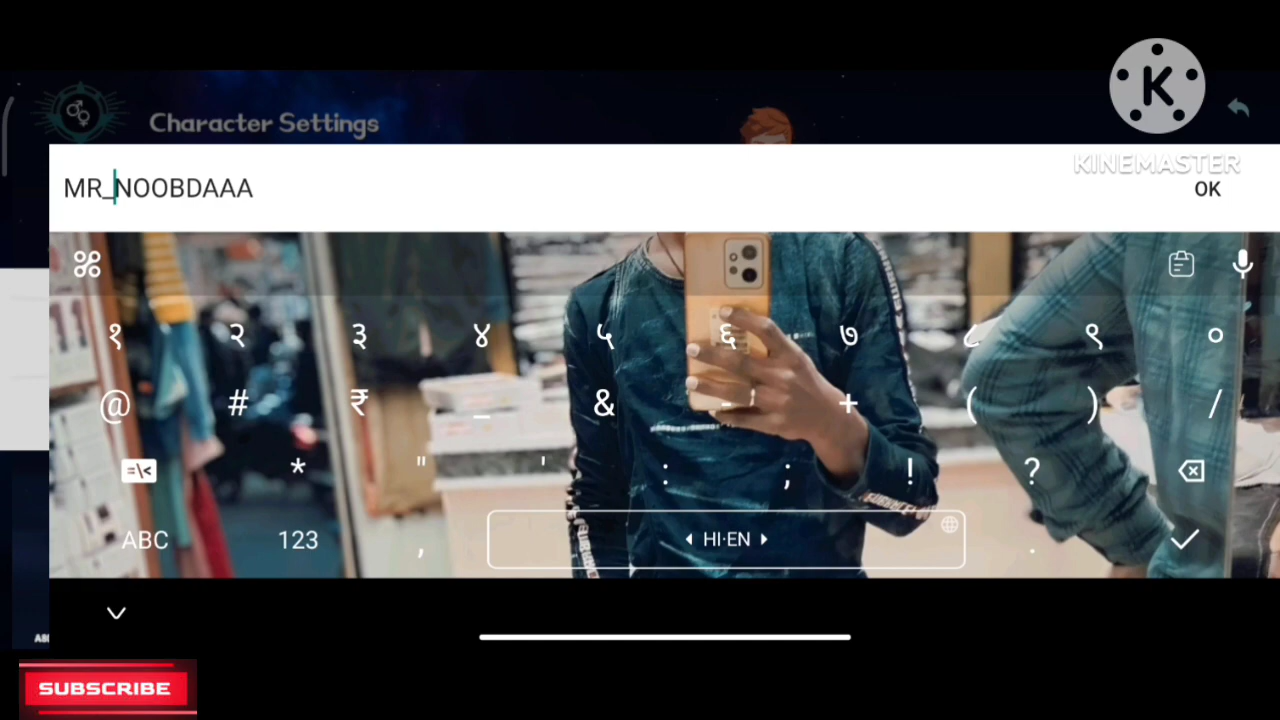 Character Settings
KINEMASTER
MR_NOOBDAAA
OK
१ २ ३ ४ ५ ६ ७ ८ ९ ०
@ # ₹ _ & - + ( ) /
=\< * " ' : ; ! ?
ABC 123 , HI·EN .
SUBSCRIBE